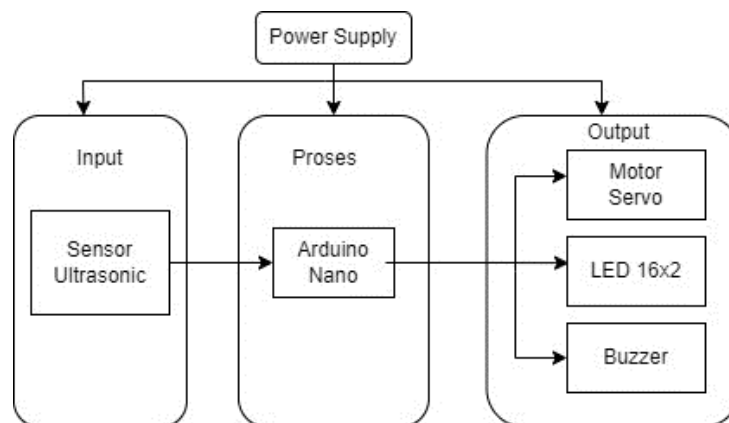 Power Supply
Input
Proses
Output
Sensor
Ultrasonic
Arduino
Nano
Motor
Servo
LED 16x2
Buzzer